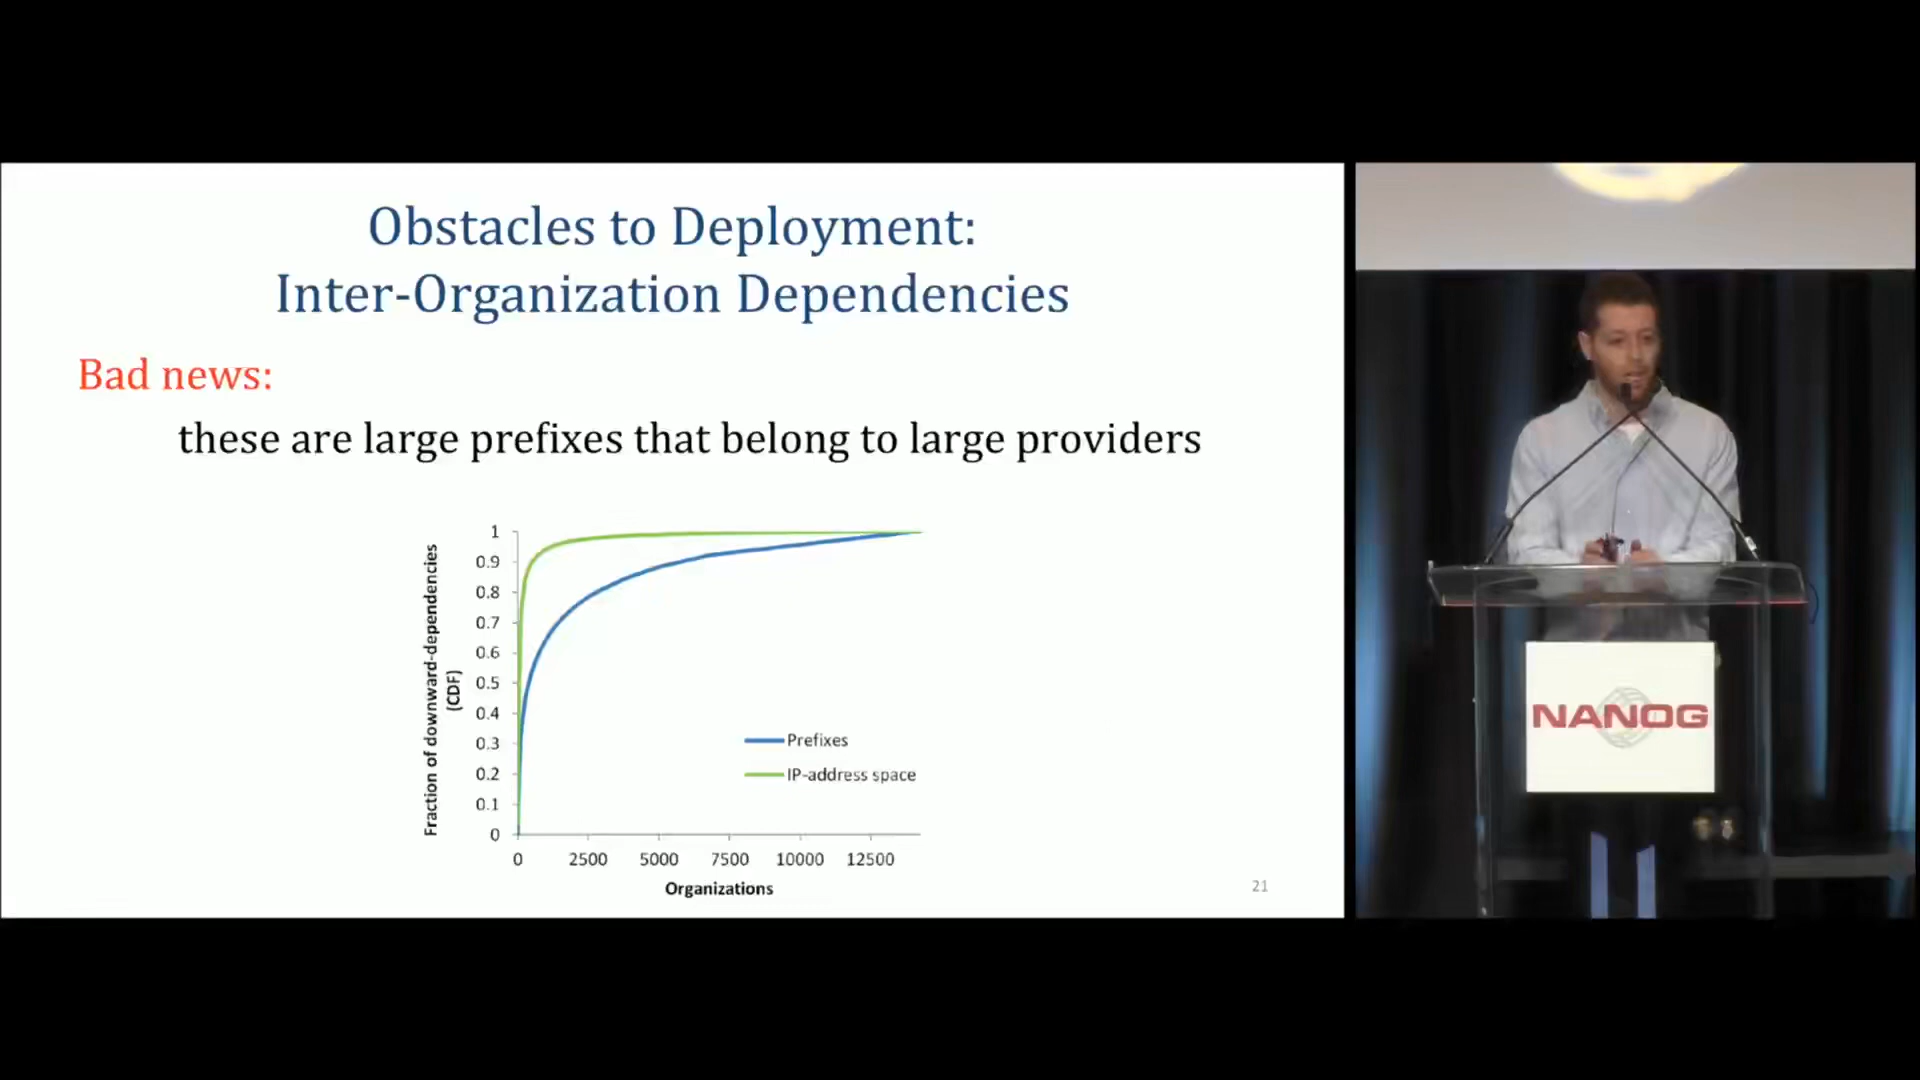 Obstacles to Deployment:
Inter-Organization Dependencies
Bad news:
these are large prefixes that belong to large providers
Fraction of downward-dependencies
(CDF)
1
0.9
0.8
0.7
0.6
0.5
0.4
0.3
0.2
0.1
0
Prefixes
IP-address space
0 2500 5000 7500 10000 12500
Organizations
21
NANOG